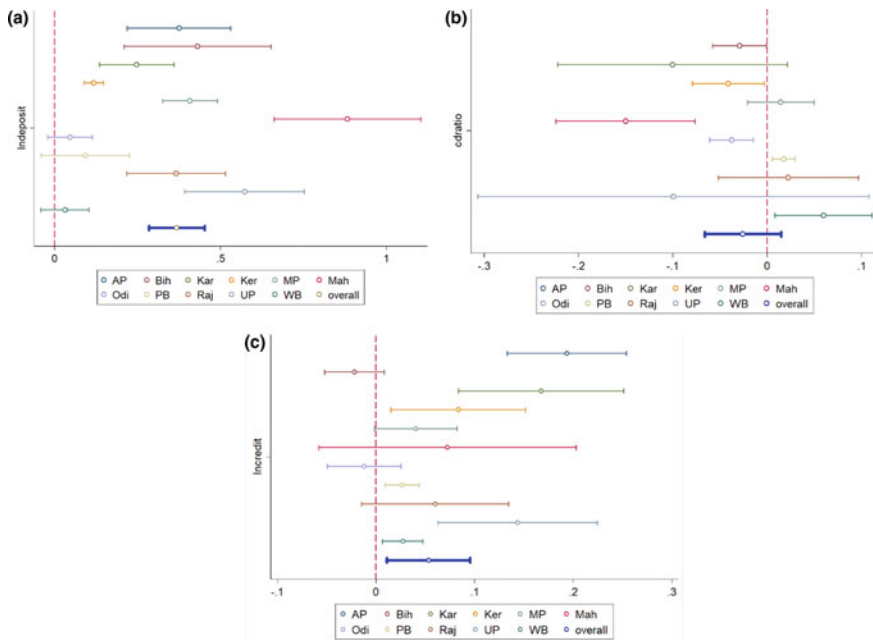 (a)
lndeposit
0 .5 1
AP Bih Kar Ker MP Mah
Odi PB Raj UP WB overall
(b)
cdratio
-.3 -.2 -.1 0 .1
AP Bih Kar Ker MP Mah
Odi PB Raj UP WB overall
(c)
lncredit
-.1 0 .1 .2 .3
AP Bih Kar Ker MP Mah
Odi PB Raj UP WB overall